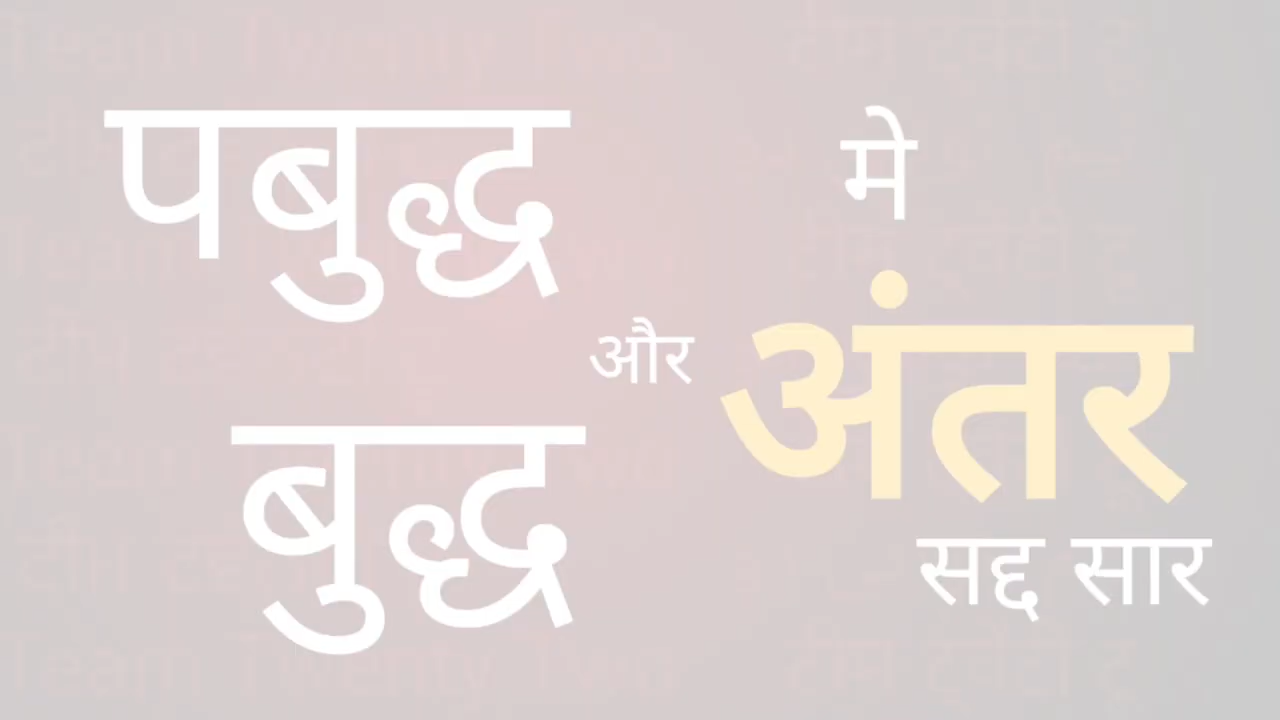 पबुद्ध
और
बुद्ध
मे
अंतर
सद्द सार